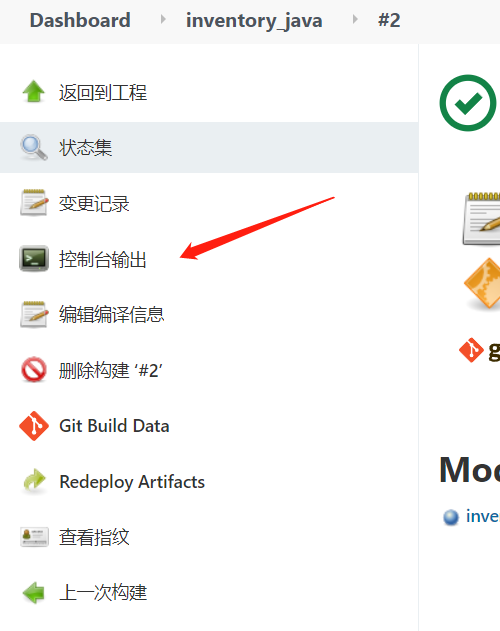 Dashboard inventory_java #2
返回到工程
状态集
变更记录
控制台输出
编辑编译信息
删除构建 ‘#2’
Git Build Data
Redeploy Artifacts
查看指纹
上一次构建
g
Mod
inve